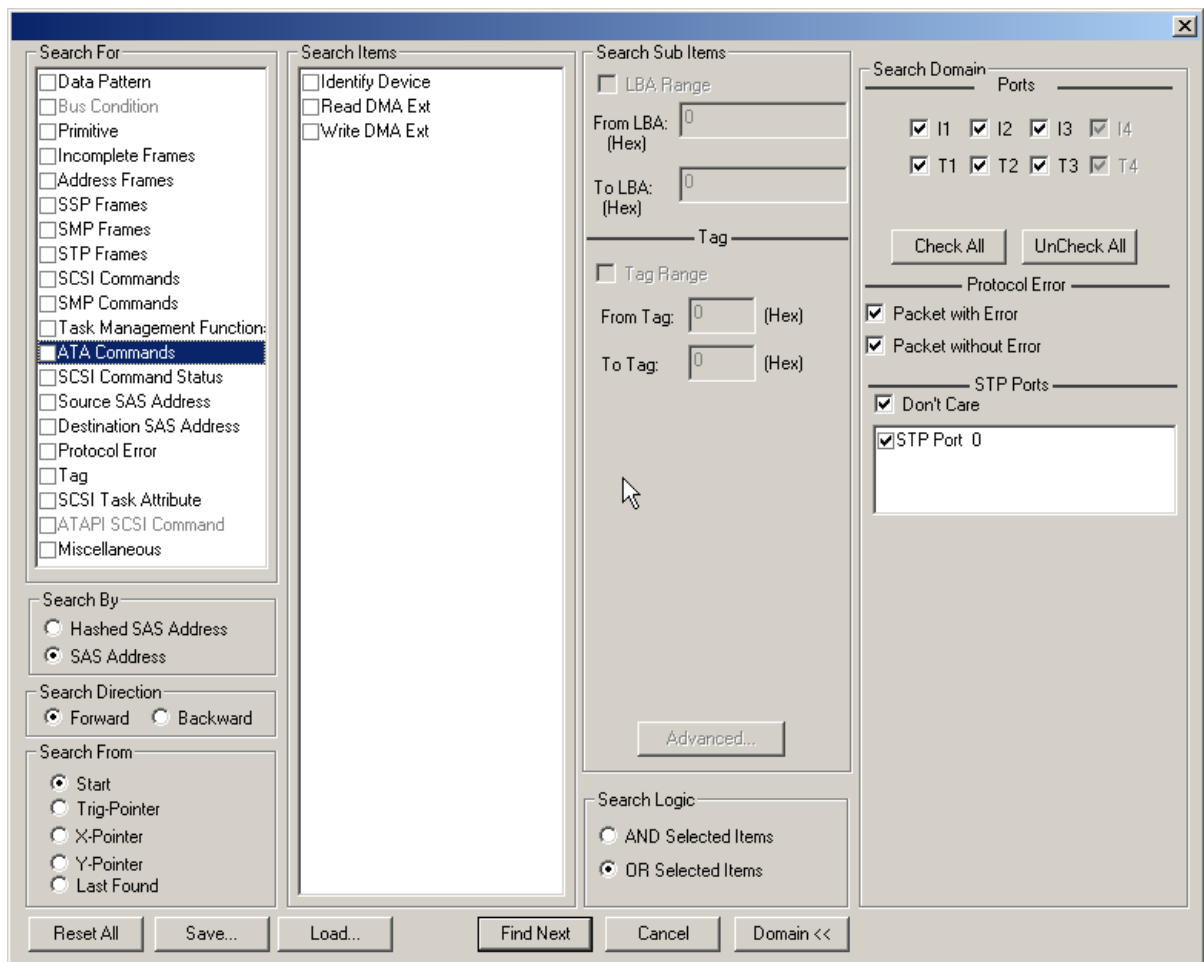 Search For
Data Pattern
Bus Condition
Primitive
Incomplete Frames
Address Frames
SSP Frames
SMP Frames
STP Frames
SCSI Commands
SMP Commands
Task Management Function:
ATA Commands
SCSI Command Status
Source SAS Address
Destination SAS Address
Protocol Error
Tag
SCSI Task Attribute
ATAPI SCSI Command
Miscellaneous
Search By
Hashed SAS Address
SAS Address
Search Direction
Forward Backward
Search From
Start
Trig-Pointer
X-Pointer
Y-Pointer
Last Found
Search Items
Identify Device
Read DMA Ext
Write DMA Ext
Search Sub Items
LBA Range
From LBA: 0
(Hex)
To LBA: 0
(Hex)
Tag
Tag Range
From Tag: 0 (Hex)
To Tag: 0 (Hex)
Advanced...
Search Logic
AND Selected Items
OR Selected Items
Search Domain
Ports
I1 I2 I3 I4
T1 T2 T3 T4
Check All UnCheck All
Protocol Error
Packet with Error
Packet without Error
STP Ports
Don't Care
STP Port 0
Reset All Save... Load... Find Next Cancel Domain <<